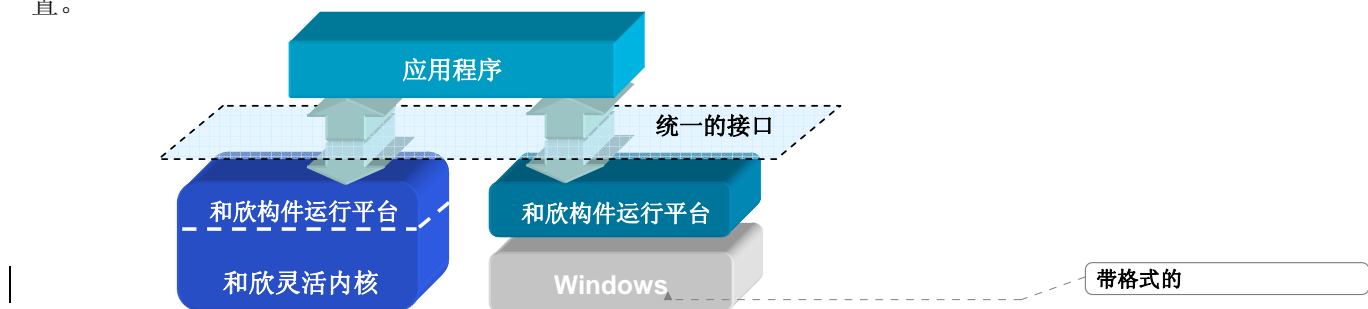 置。
应用程序
统一的接口
和欣构件运行平台
和欣构件运行平台
和欣灵活内核
Windows
带格式的